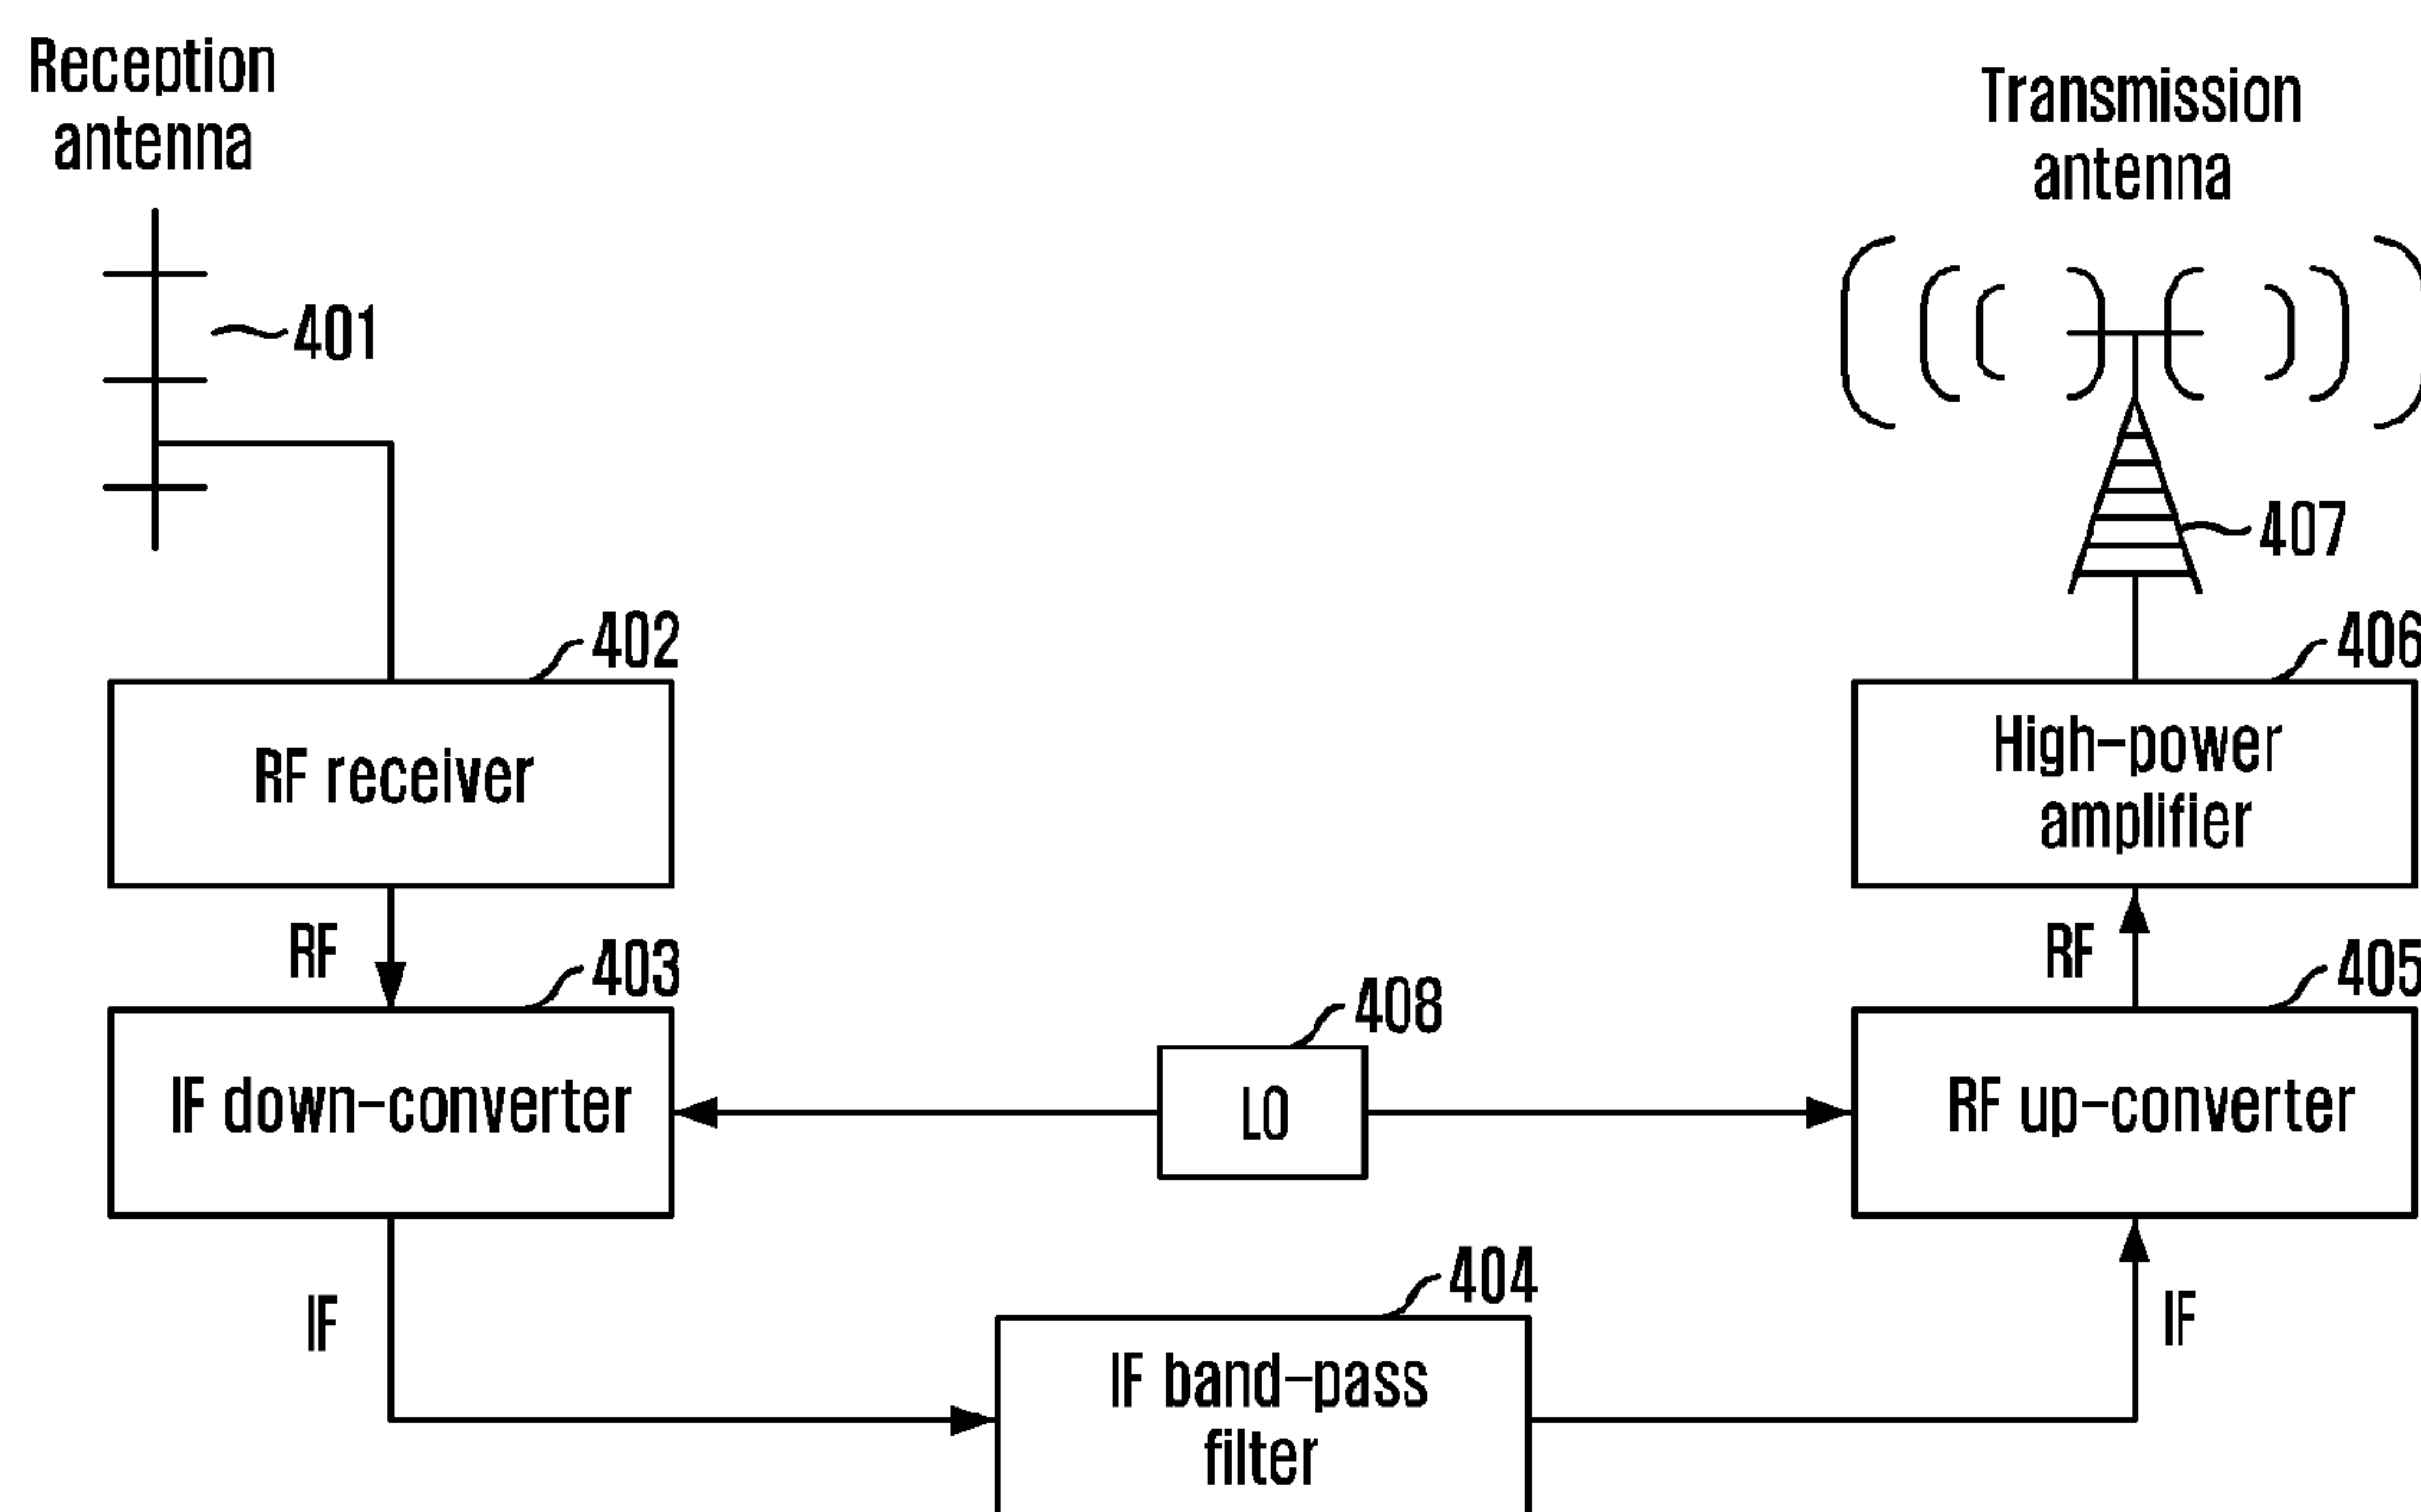 Reception
antenna
Transmission
antenna
401
407
402
406
RF receiver
High-power
amplifier
RF
RF
403
408
405
IF down-converter
LO
RF up-converter
404
IF
IF
IF band-pass
filter